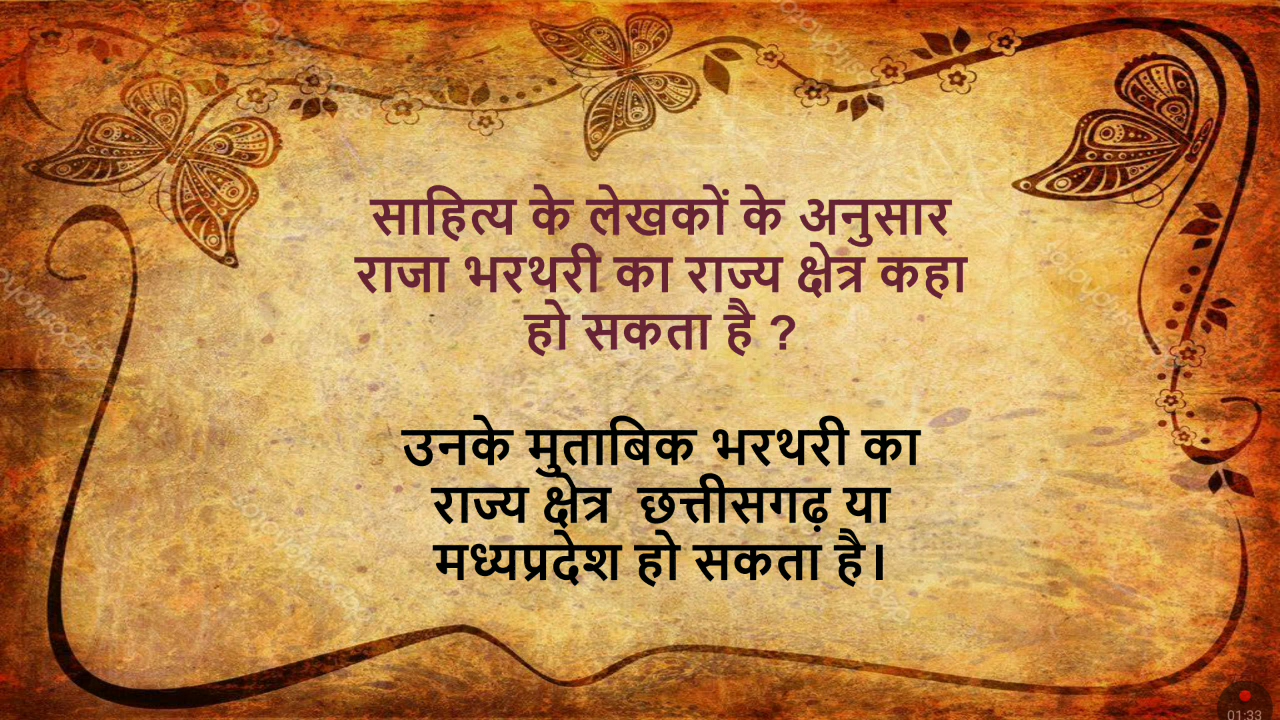 साहित्य के लेखकों के अनुसार
राजा भरथरी का राज्य क्षेत्र कहा
हो सकता है ?
उनके मुताबिक भरथरी का
राज्य क्षेत्र छत्तीसगढ़ या
मध्यप्रदेश हो सकता है।
01:33